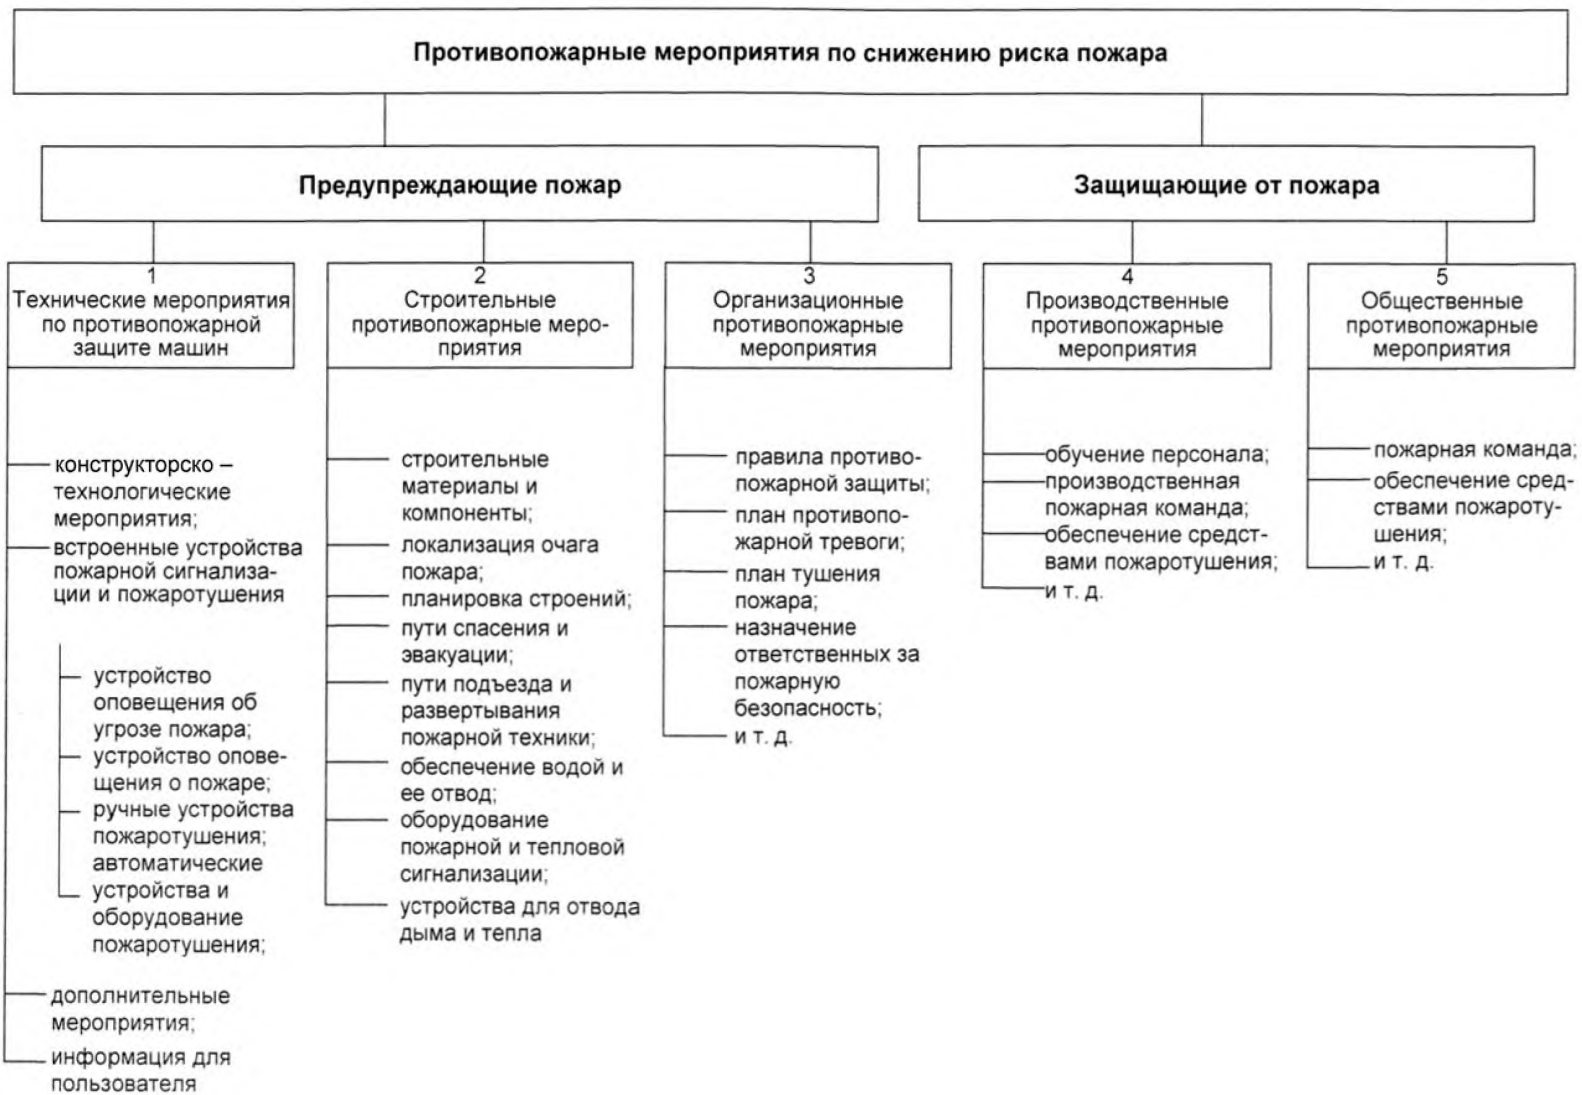 Противопожарные мероприятия по снижению риска пожара
Предупреждающие пожар
Защищающие от пожара
1
Технические мероприятия
по противопожарной
защите машин
конструкторско –
технологические
мероприятия;
встроенные устройства
пожарной сигнализа-
ции и пожаротушения
устройство
оповещения об
угрозе пожара;
устройство опове-
щения о пожаре;
ручные устройства
пожаротушения;
автоматические
устройства и
оборудование
пожаротушения;
дополнительные
мероприятия;
информация для
пользователя
2
Строительные
противопожарные меро-
приятия
строительные
материалы и
компоненты;
локализация очага
пожара;
планировка строений;
пути спасения и
эвакуации;
пути подъезда и
развертывания
пожарной техники;
обеспечение водой и
ее отвод;
оборудование
пожарной и тепловой
сигнализации;
устройства для отвода
дыма и тепла
3
Организационные
противопожарные
мероприятия
правила противо-
пожарной защиты;
план противопо-
жарной тревоги;
план тушения
пожара;
назначение
ответственных за
пожарную
безопасность;
и т. д.
4
Производственные
противопожарные
мероприятия
обучение персонала;
производственная
пожарная команда;
обеспечение средст-
вами пожаротушения;
и т. д.
5
Общественные
противопожарные
мероприятия
пожарная команда;
обеспечение сред-
ствами пожароту-
шения;
и т. д.